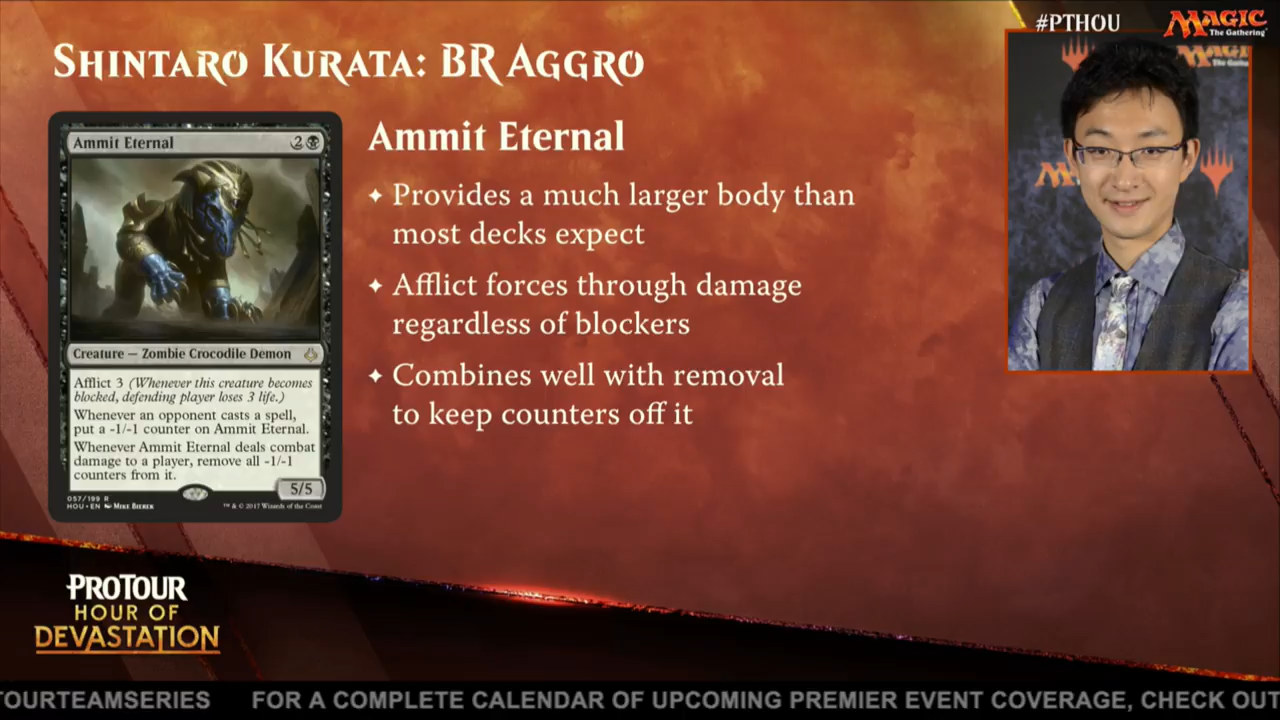 #PTHOU
MAGIC
The Gathering
SHINTARO KURATA: BR AGGRO
Ammit Eternal
2
Creature — Zombie Crocodile Demon
Afflict 3 (Whenever this creature becomes
blocked, defending player loses 3 life.)
Whenever an opponent casts a spell,
put a -1/-1 counter on Ammit Eternal.
Whenever Ammit Eternal deals combat
damage to a player, remove all -1/-1
counters from it.
5/5
057/199 R
HOU • EN
™ & © 2017 Wizards of the Coast
Ammit Eternal
✦ Provides a much larger body than
most decks expect
✦ Afflict forces through damage
regardless of blockers
✦ Combines well with removal
to keep counters off it
PROTOUR
HOUR OF
DEVASTATION
TOURTEAMSERIES FOR A COMPLETE CALENDAR OF UPCOMING PREMIER EVENT COVERAGE, CHECK OUT